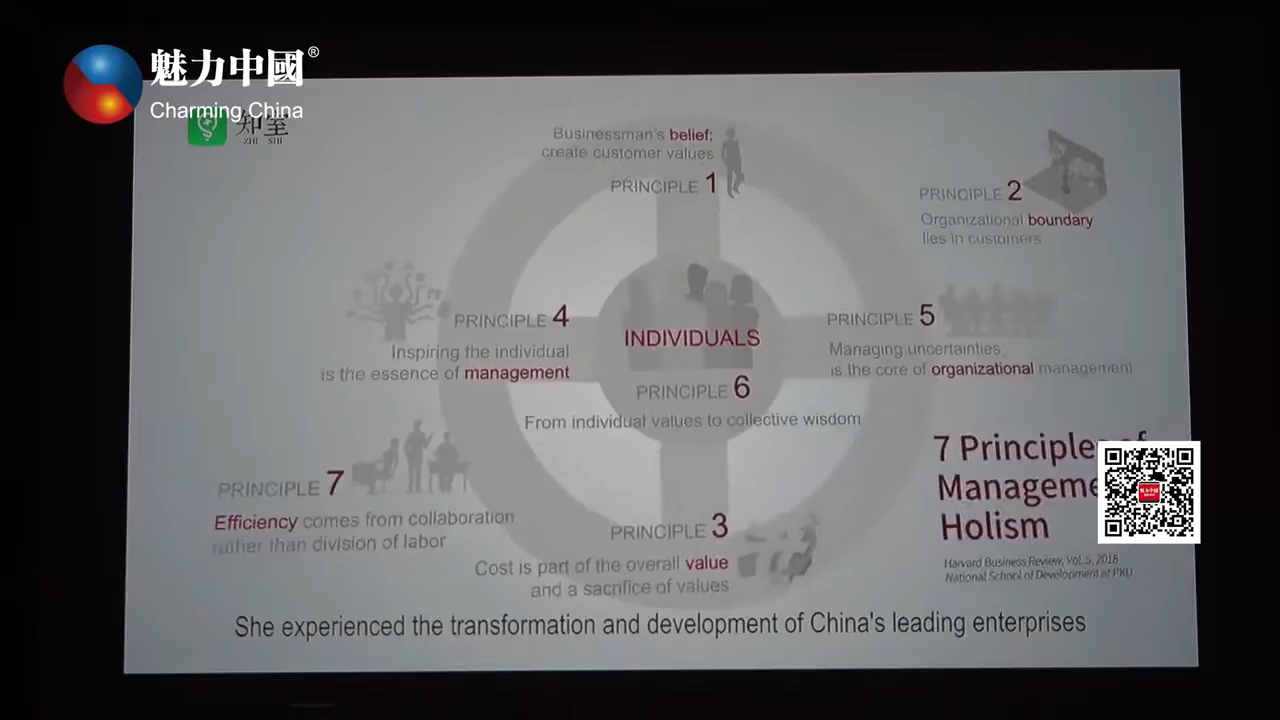 魅力中國®
Charming China
知室
ZHI SHI
Businessman's belief:
create customer values
PRINCIPLE 1
PRINCIPLE 2
Organizational boundary
lies in customers
PRINCIPLE 4
Inspiring the individual
is the essence of management
INDIVIDUALS
PRINCIPLE 5
Managing uncertainties
is the core of organizational management
PRINCIPLE 6
From individual values to collective wisdom
PRINCIPLE 7
Efficiency comes from collaboration
rather than division of labor
PRINCIPLE 3
Cost is part of the overall value
and a sacrifice of values
7 Principles of
Manageme
Holism
Harvard Business Review, Vol.5, 2018
National School of Development at PKU
She experienced the transformation and development of China's leading enterprises